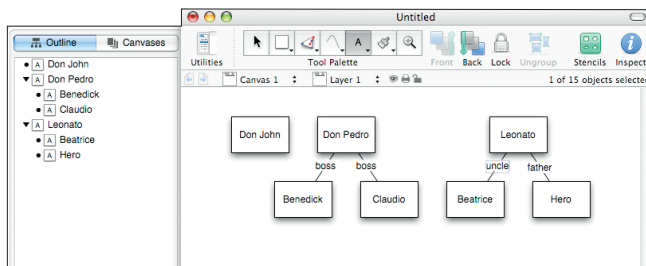 Untitled
Outline Canvases
Utilities Tool Palette Front Back Lock Ungroup Stencils Inspect
Canvas 1 Layer 1 1 of 15 objects selected
Don John
Don Pedro
Benedick
Claudio
Leonato
Beatrice
Hero
Don John Don Pedro Leonato
boss boss uncle father
Benedick Claudio Beatrice Hero